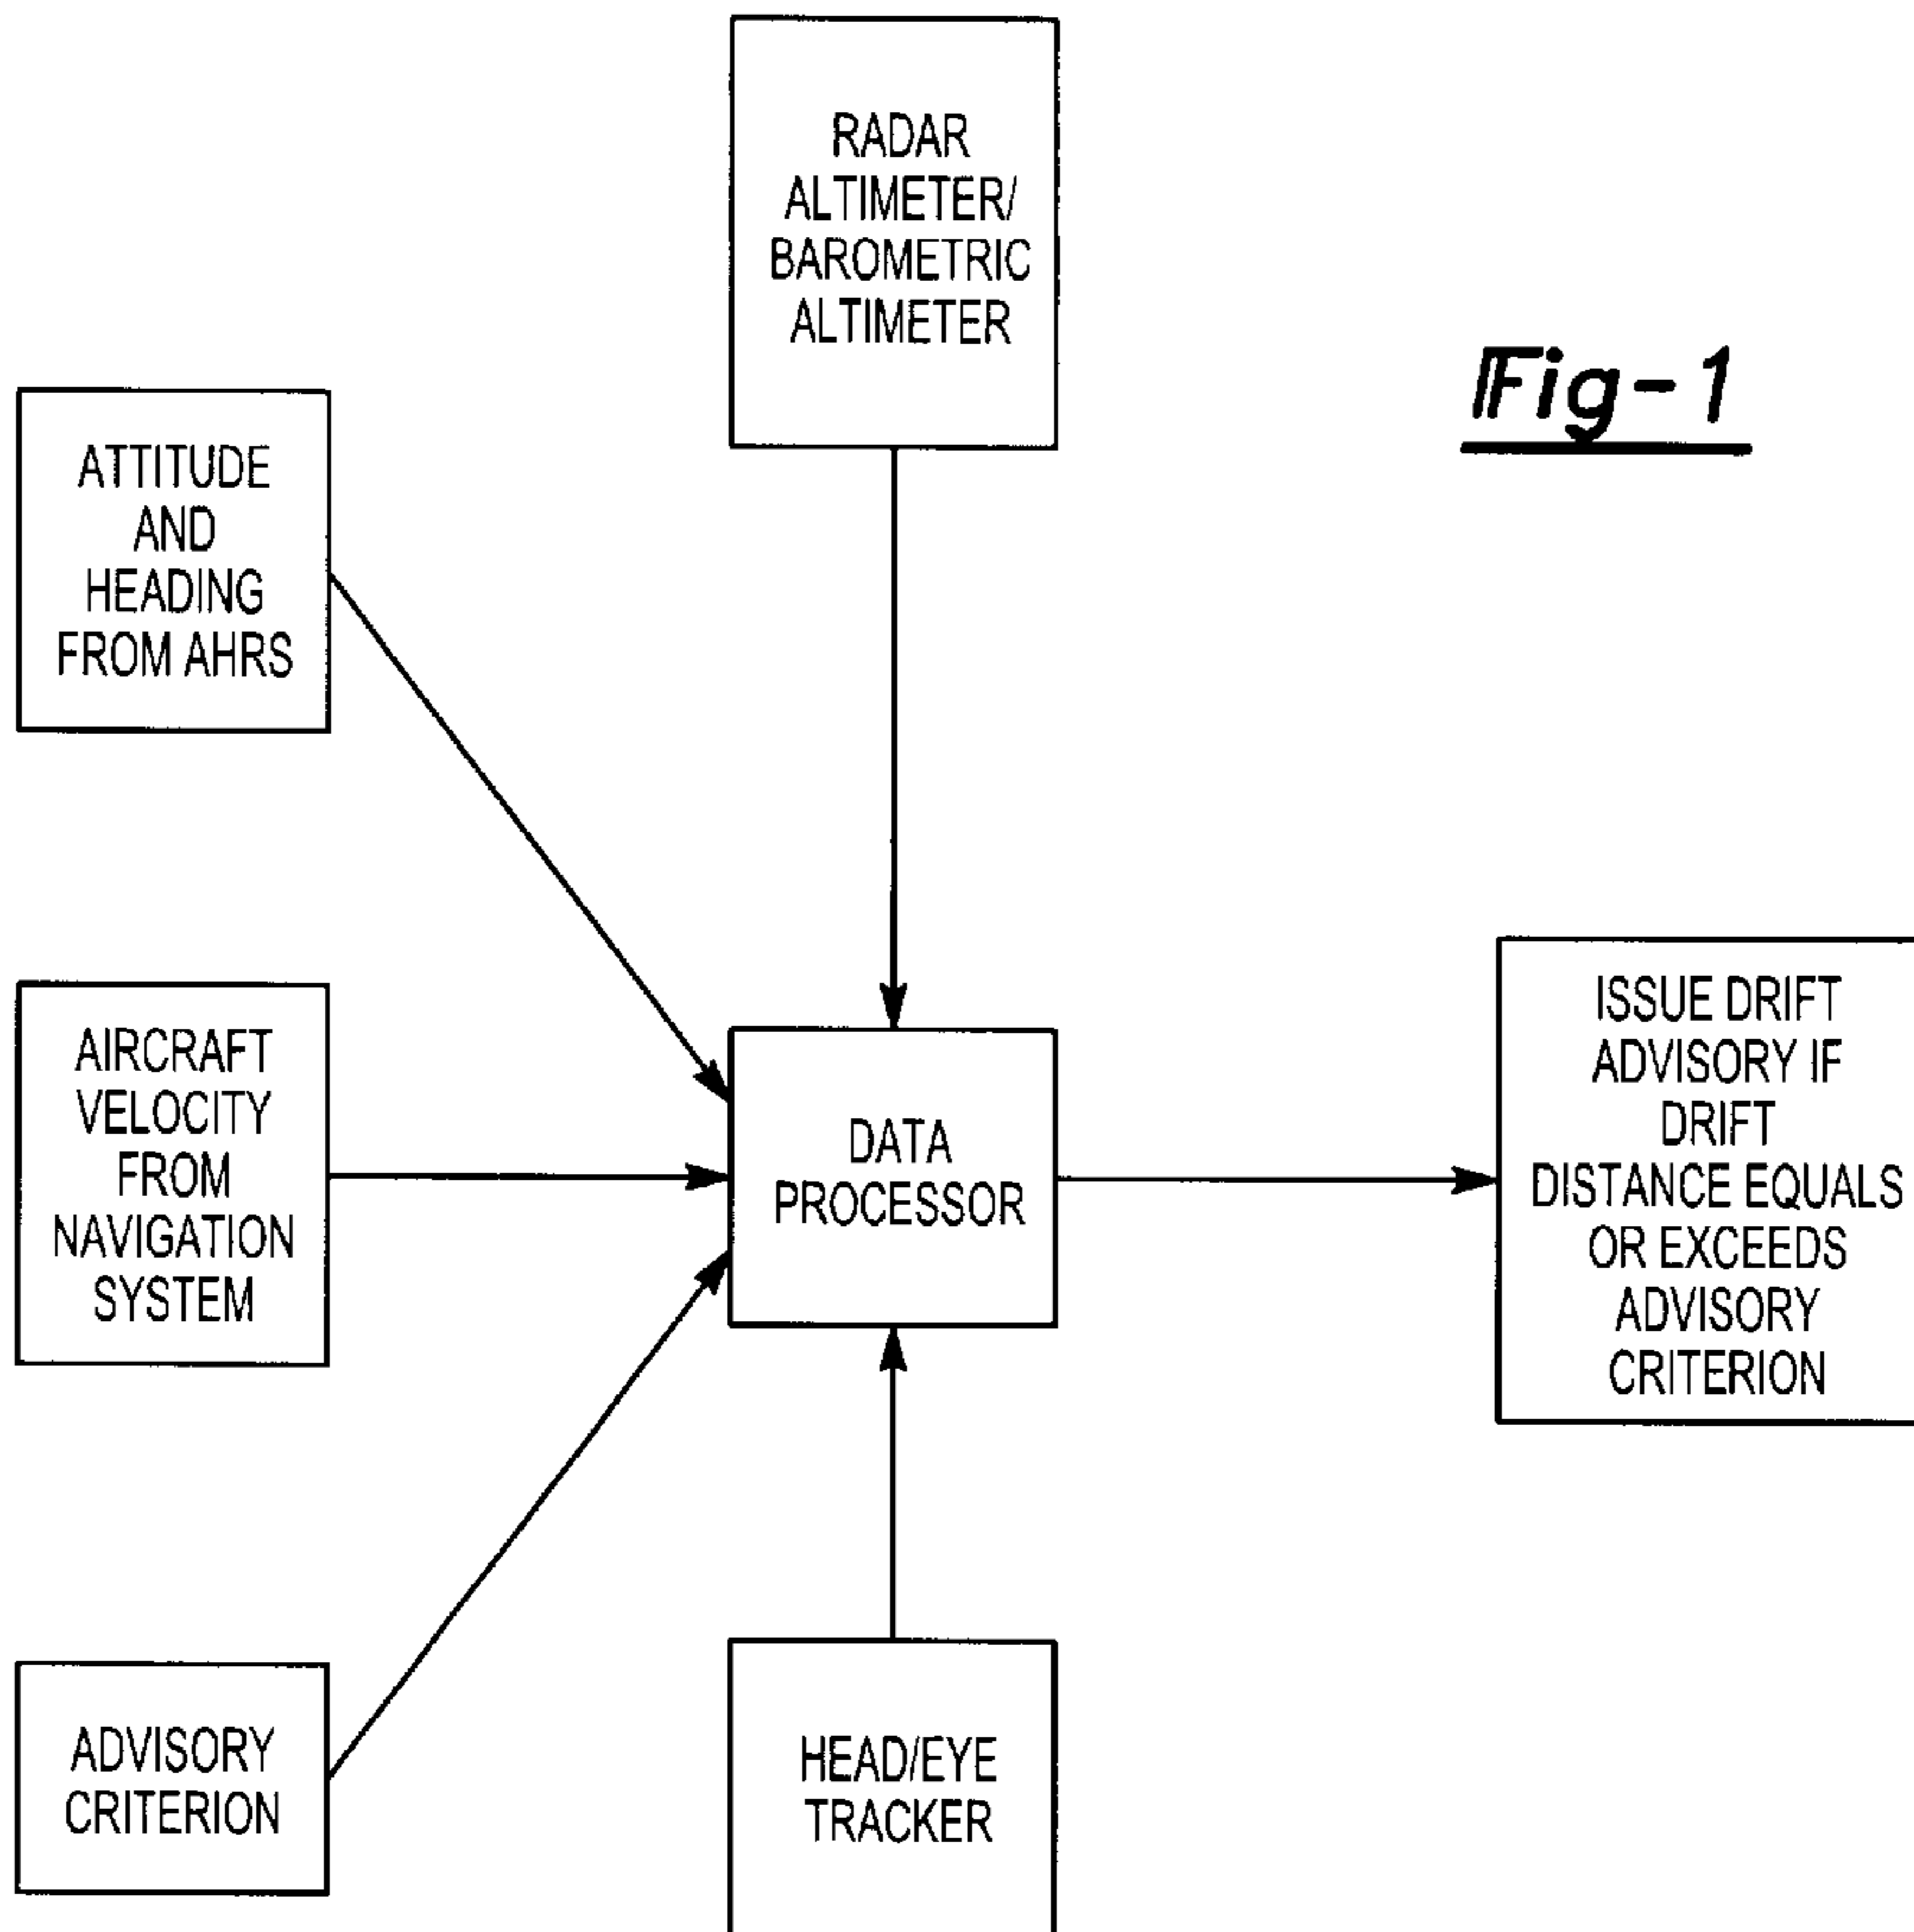 RADAR
ALTIMETER/
BAROMETRIC
ALTIMETER
Fig-1
ATTITUDE
AND
HEADING
FROM AHRS
AIRCRAFT
VELOCITY
FROM
NAVIGATION
SYSTEM
DATA
PROCESSOR
ISSUE DRIFT
ADVISORY IF
DRIFT
DISTANCE EQUALS
OR EXCEEDS
ADVISORY
CRITERION
ADVISORY
CRITERION
HEAD/EYE
TRACKER